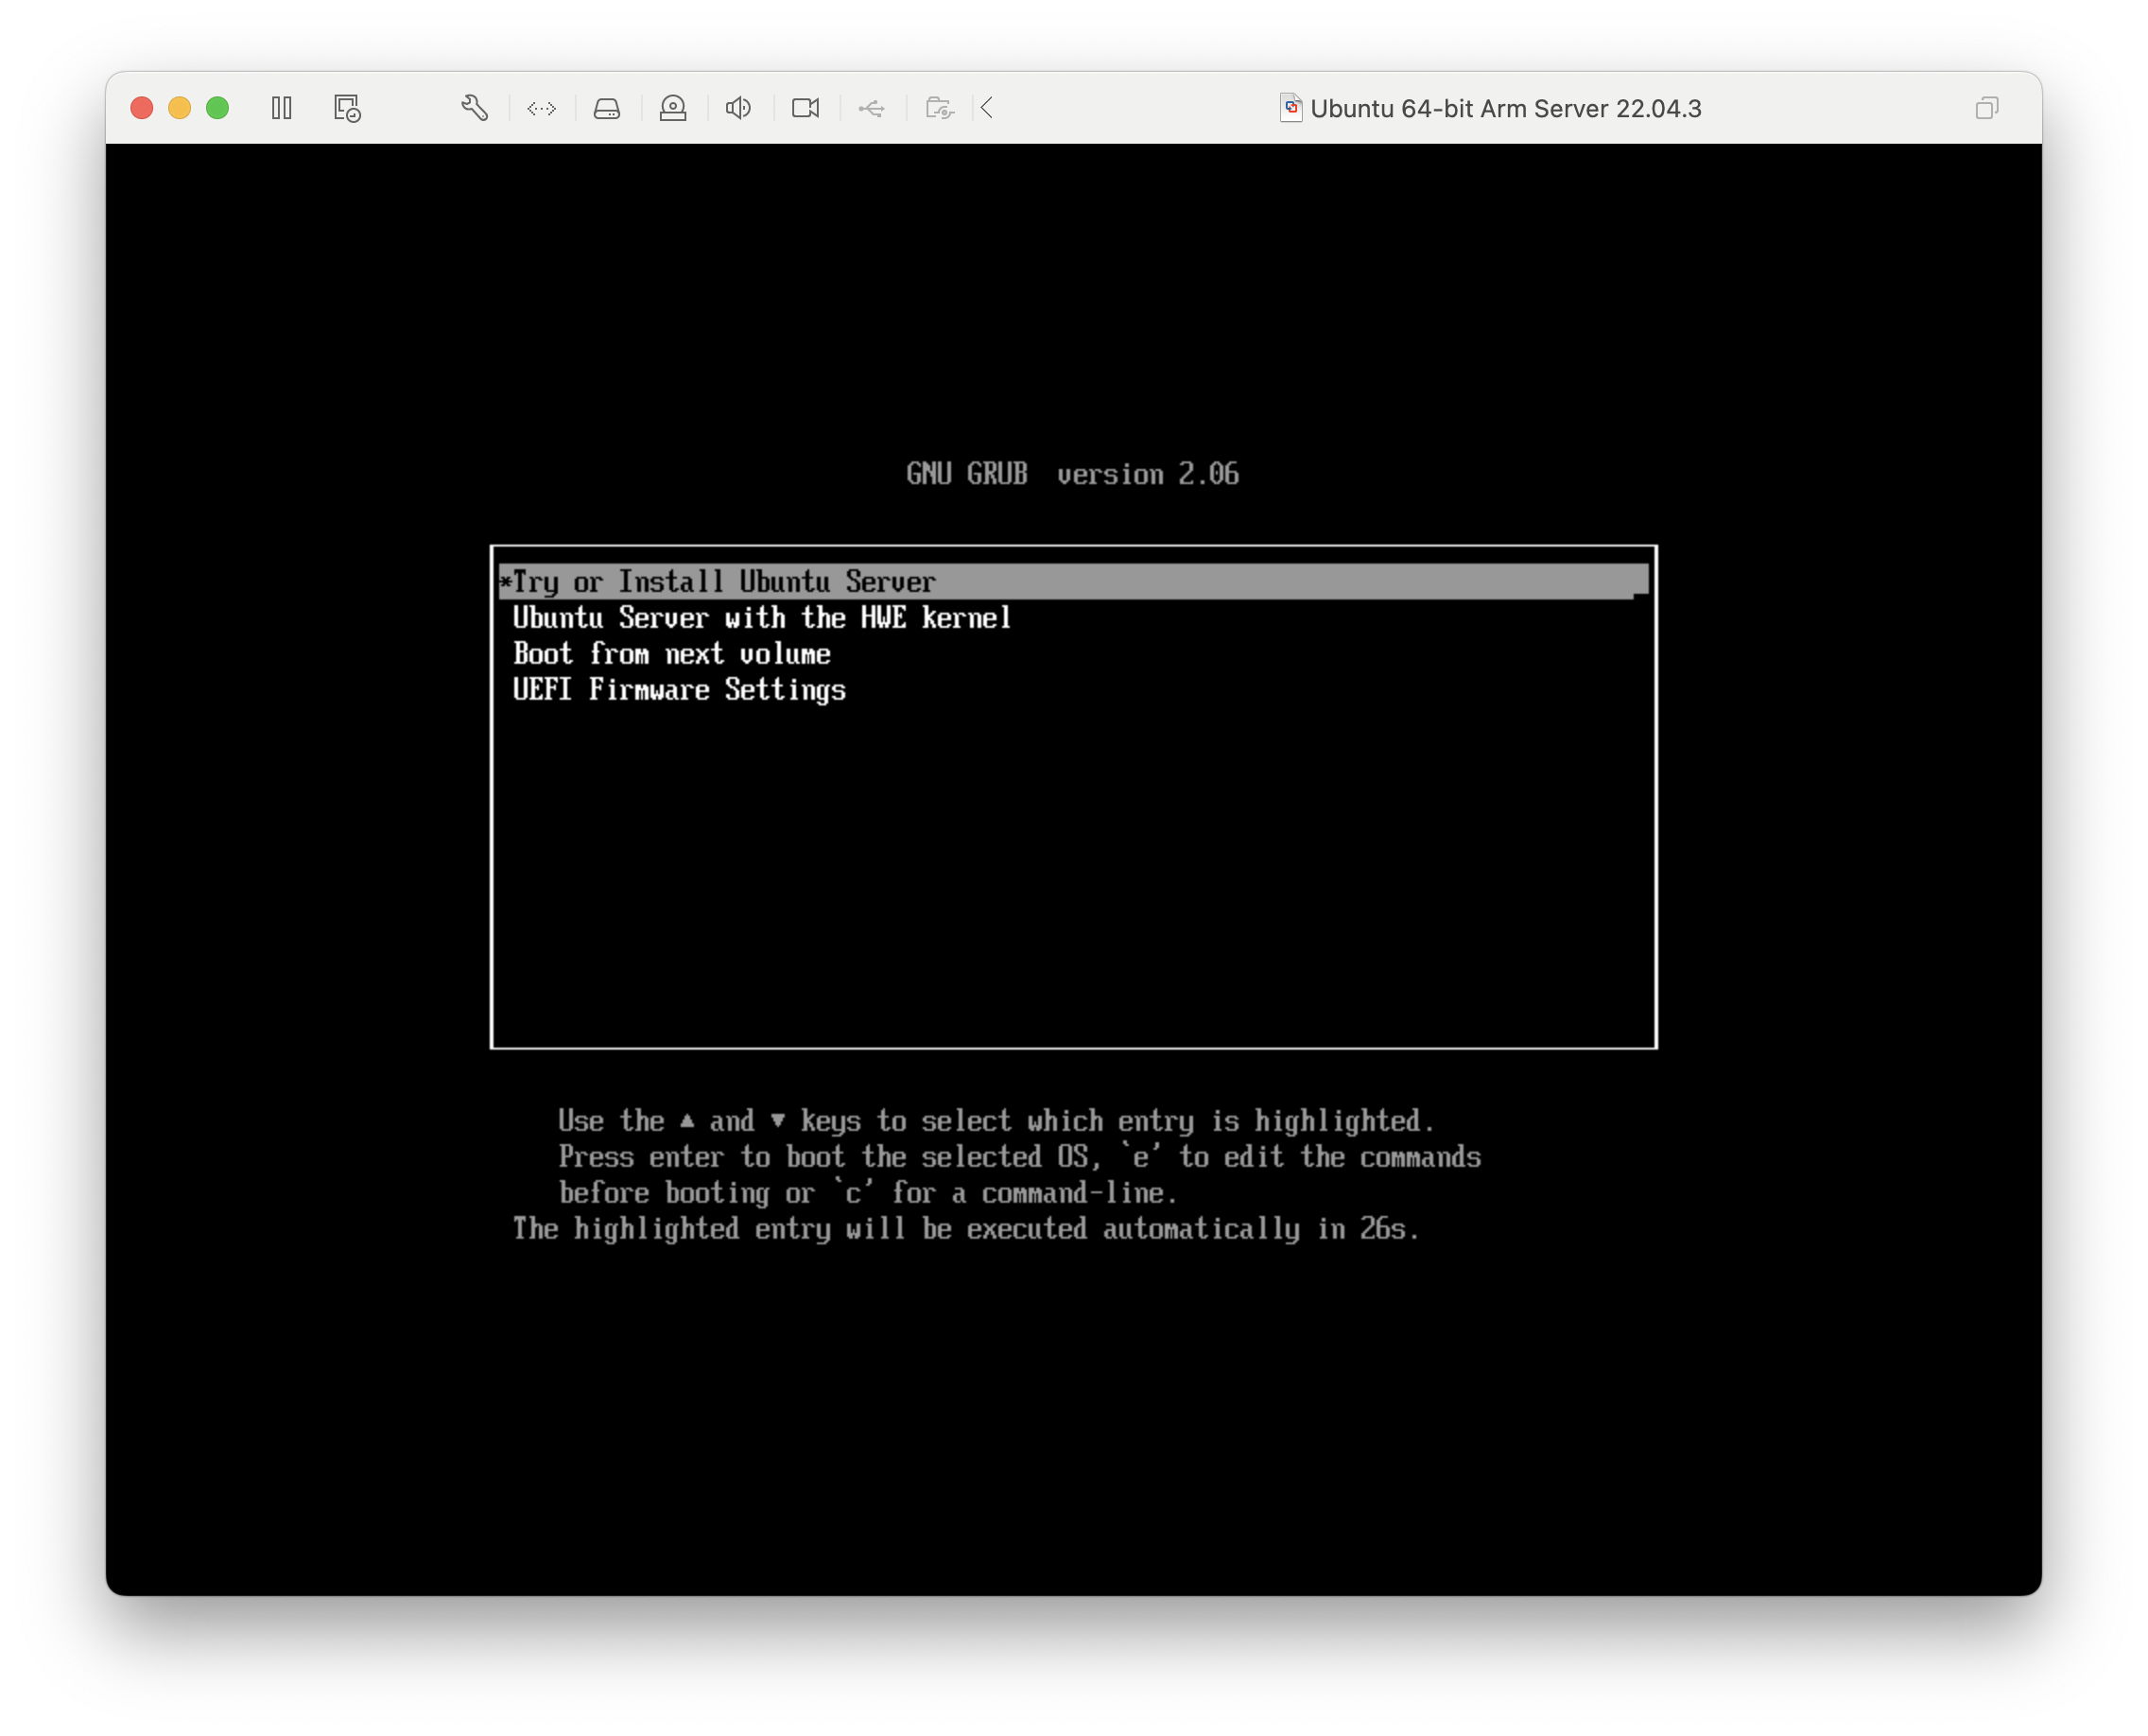 Ubuntu 64-bit Arm Server 22.04.3
GNU GRUB  version 2.06
*Try or Install Ubuntu Server
Ubuntu Server with the HWE kernel
Boot from next volume
UEFI Firmware Settings
Use the ▲ and ▼ keys to select which entry is highlighted.
Press enter to boot the selected OS, `e' to edit the commands
before booting or `c' for a command-line.
The highlighted entry will be executed automatically in 26s.